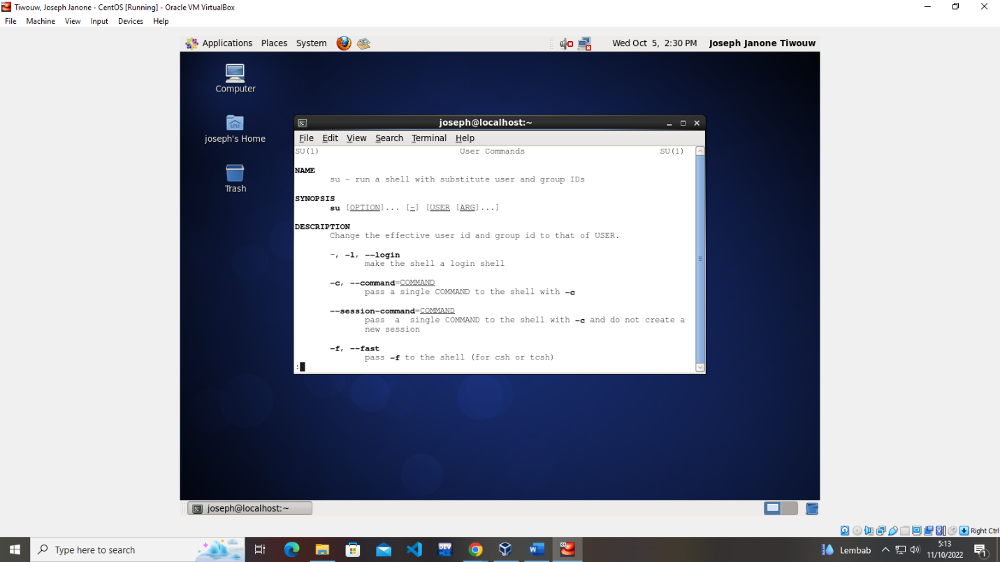 Tiwouw, Joseph Janone - CentOS [Running] - Oracle VM VirtualBox
File Machine View Input Devices Help
Applications Places System Wed Oct 5, 2:30 PM Joseph Janone Tiwouw
Computer
joseph's Home
Trash
joseph@localhost:~
File Edit View Search Terminal Help
SU(1) User Commands SU(1)
NAME
su - run a shell with substitute user and group IDs
SYNOPSIS
su [OPTION]... [-] [USER [ARG]...]
DESCRIPTION
Change the effective user id and group id to that of USER.
-, -l, --login
make the shell a login shell
-c, --command=COMMAND
pass a single COMMAND to the shell with -c
--session-command=COMMAND
pass a single COMMAND to the shell with -c and do not create a
new session
-f, --fast
pass -f to the shell (for csh or tcsh)
:
joseph@localhost:~
Right Ctrl
Type here to search
DEV
Lembab
5:13
11/10/2022
1